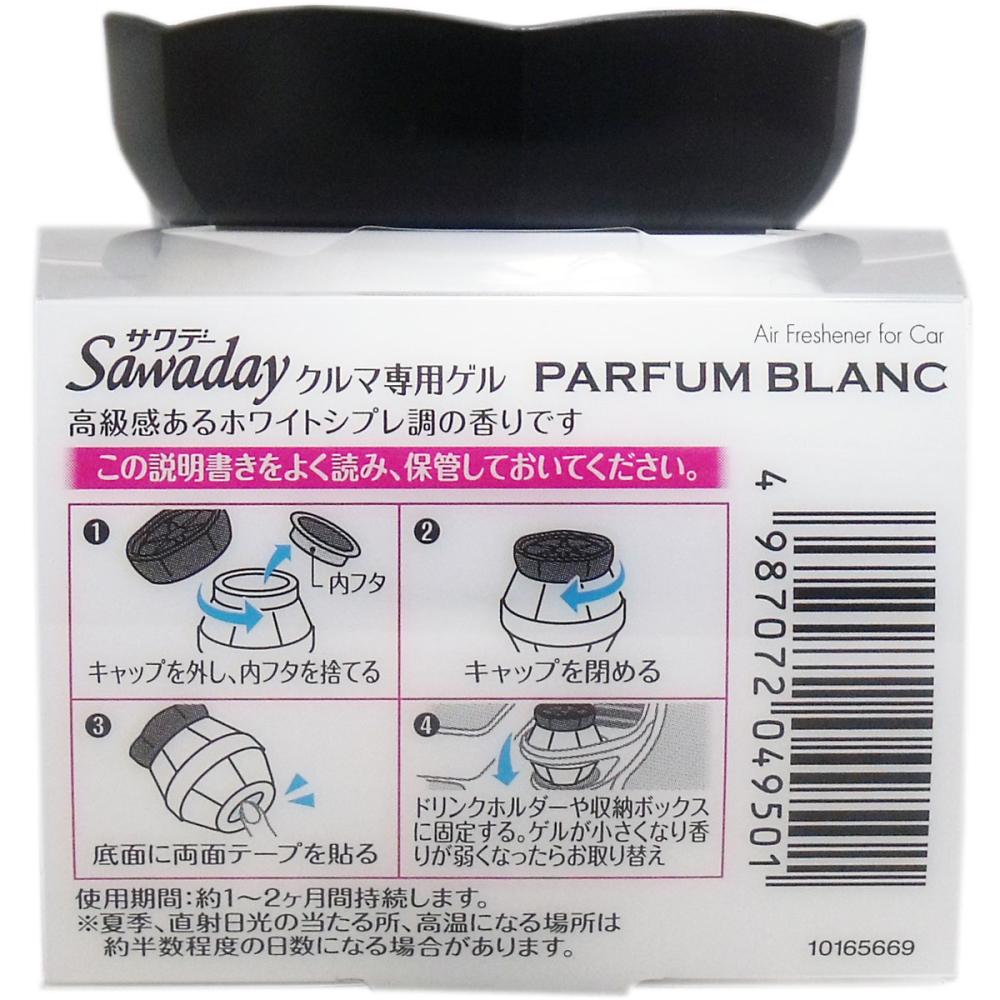 Air Freshener for Car
サワデー
Sawaday クルマ専用ゲル PARFUM BLANC
高級感あるホワイトシプレ調の香りです
この説明書きをよく読み、保管しておいてください。
1
内フタ
キャップを外し、内フタを捨てる
2
キャップを閉める
3
底面に両面テープを貼る
4
ドリンクホルダーや収納ボックス
に固定する。ゲルが小さくなり香
りが弱くなったらお取り替え
使用期間：約1～2ヶ月間持続します。
※夏季、直射日光の当たる所、高温になる場所は
約半数程度の日数になる場合があります。
4 987072 049501
10165669